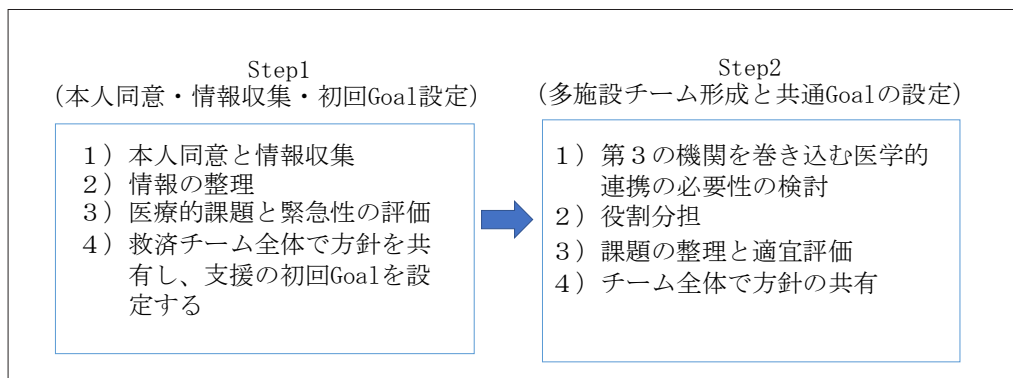 Step1
(本人同意・情報収集・初回Goal設定)
１）本人同意と情報収集
２）情報の整理
３）医療的課題と緊急性の評価
４）救済チーム全体で方針を共
有し、支援の初回Goalを設
定する
Step2
(多施設チーム形成と共通Goalの設定)
１）第３の機関を巻き込む医学的
連携の必要性の検討
２）役割分担
３）課題の整理と適宜評価
４）チーム全体で方針の共有